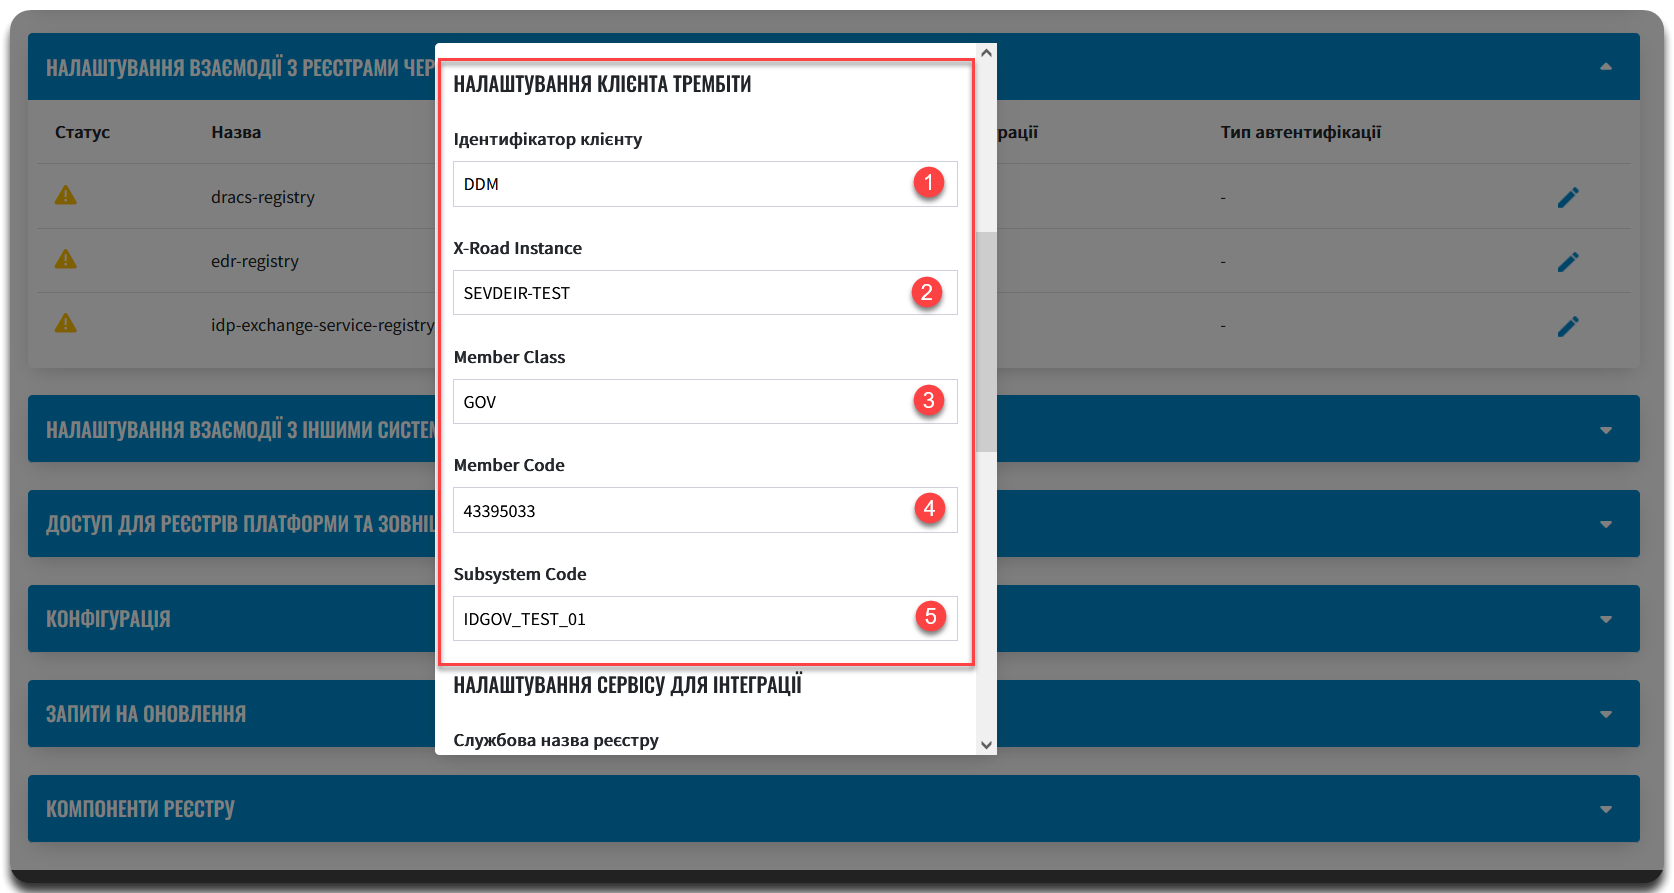 НАЛАШТУВАННЯ ВЗАЄМОДІЇ З РЕЄСТРАМИ ЧЕР
Статус Назва рації Тип автентифікації
dracs-registry -
edr-registry -
idp-exchange-service-registry -
НАЛАШТУВАННЯ ВЗАЄМОДІЇ З ІНШИМИ СИСТЕМ
ДОСТУП ДЛЯ РЕЄСТРІВ ПЛАТФОРМИ ТА ЗОВНІШ
КОНФІГУРАЦІЯ
ЗАПИТИ НА ОНОВЛЕННЯ
КОМПОНЕНТИ РЕЄСТРУ
НАЛАШТУВАННЯ КЛІЄНТА ТРЕМБІТИ
Ідентифікатор клієнту
DDM 1
X-Road Instance
SEVDEIR-TEST 2
Member Class
GOV 3
Member Code
43395033 4
Subsystem Code
IDGOV_TEST_01 5
НАЛАШТУВАННЯ СЕРВІСУ ДЛЯ ІНТЕГРАЦІЇ
Службова назва реєстру